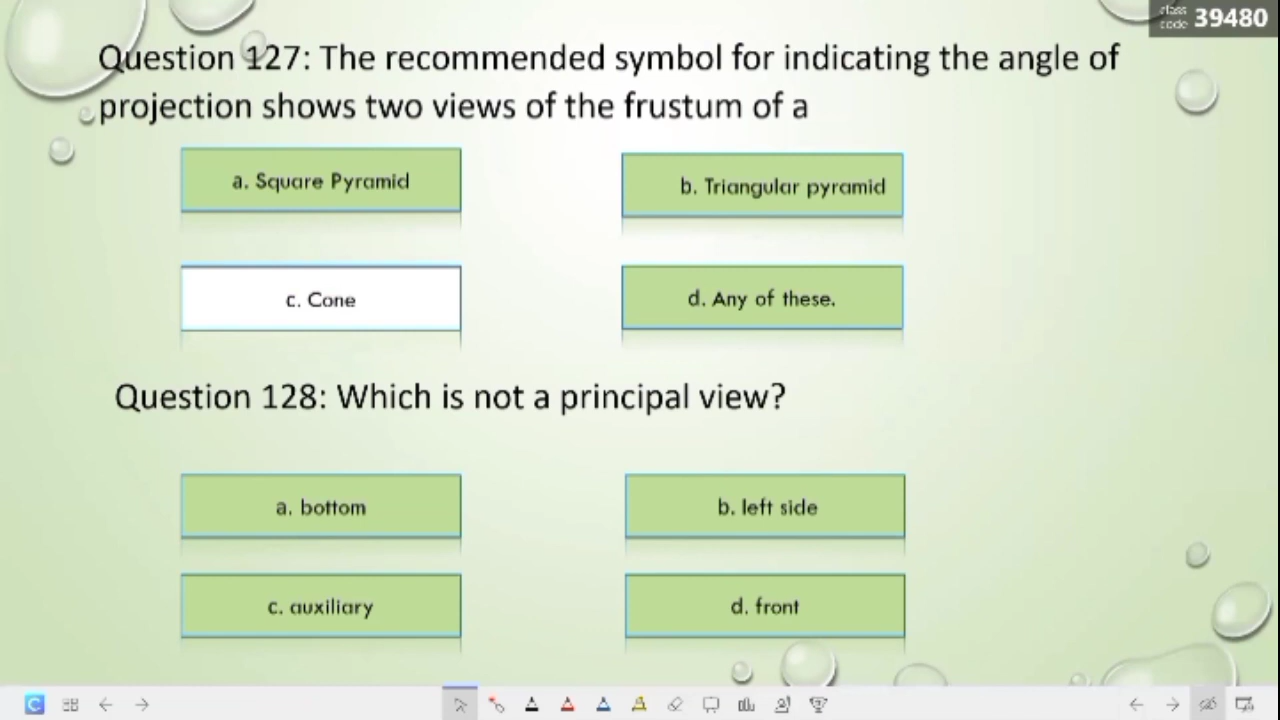 class
code 39480
Question 127: The recommended symbol for indicating the angle of
projection shows two views of the frustum of a
a. Square Pyramid
b. Triangular pyramid
c. Cone
d. Any of these.
Question 128: Which is not a principal view?
a. bottom
b. left side
c. auxiliary
d. front